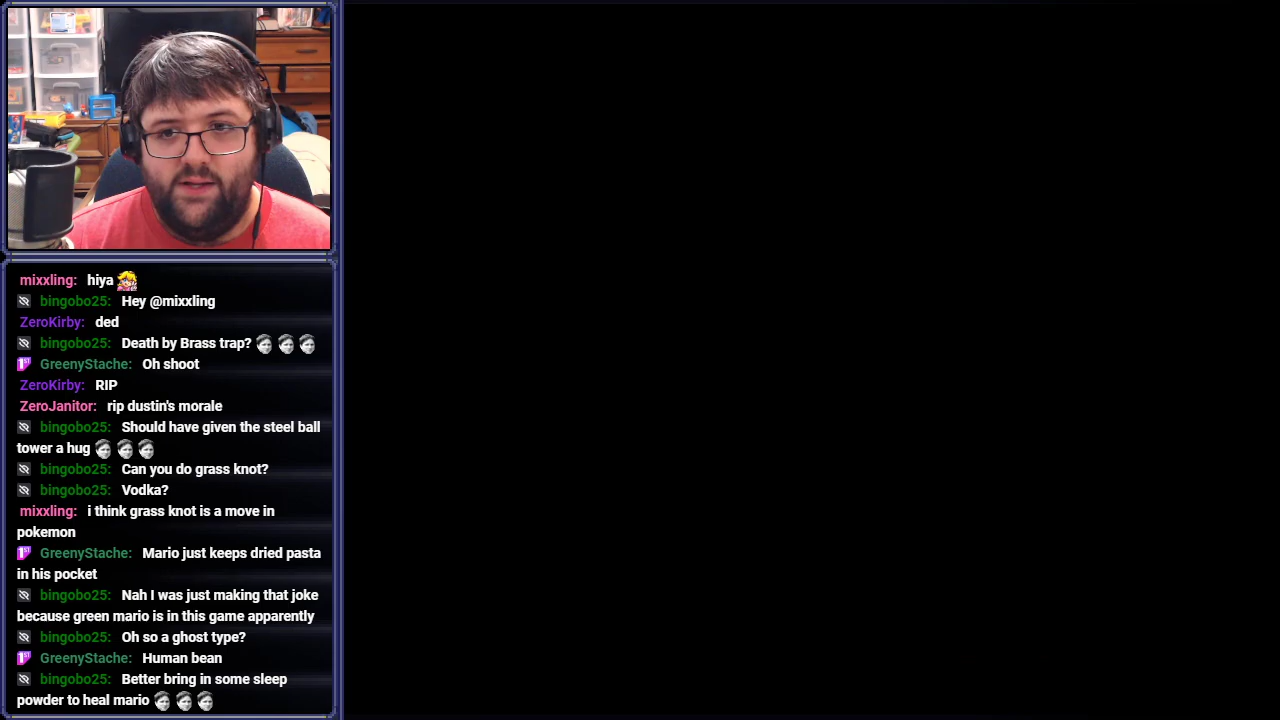 mixxling: hiya
bingobo25: Hey @mixxling
ZeroKirby: ded
bingobo25: Death by Brass trap?
GreenyStache: Oh shoot
ZeroKirby: RIP
ZeroJanitor: rip dustin's morale
bingobo25: Should have given the steel ball
tower a hug
bingobo25: Can you do grass knot?
bingobo25: Vodka?
mixxling: i think grass knot is a move in
pokemon
GreenyStache: Mario just keeps dried pasta
in his pocket
bingobo25: Nah I was just making that joke
because green mario is in this game apparently
bingobo25: Oh so a ghost type?
GreenyStache: Human bean
bingobo25: Better bring in some sleep
powder to heal mario